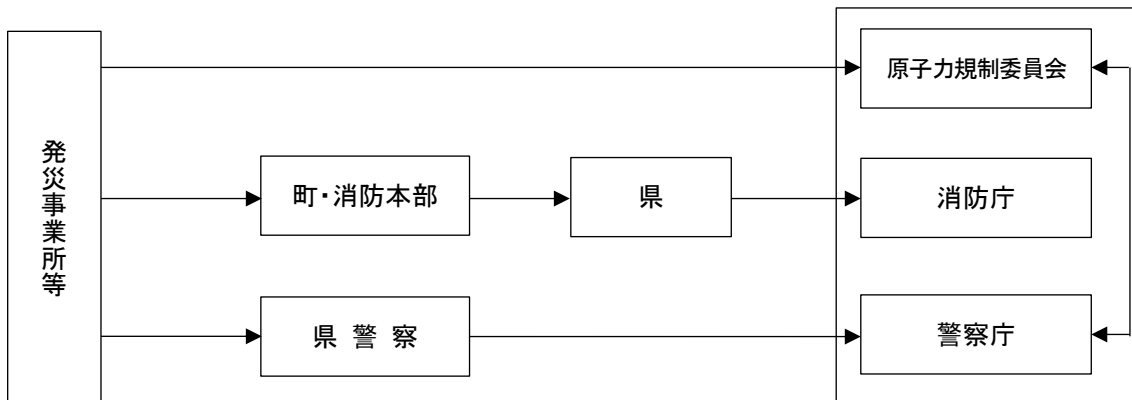 発災事業所等
原子力規制委員会
町・消防本部
県
消防庁
県 警 察
警察庁